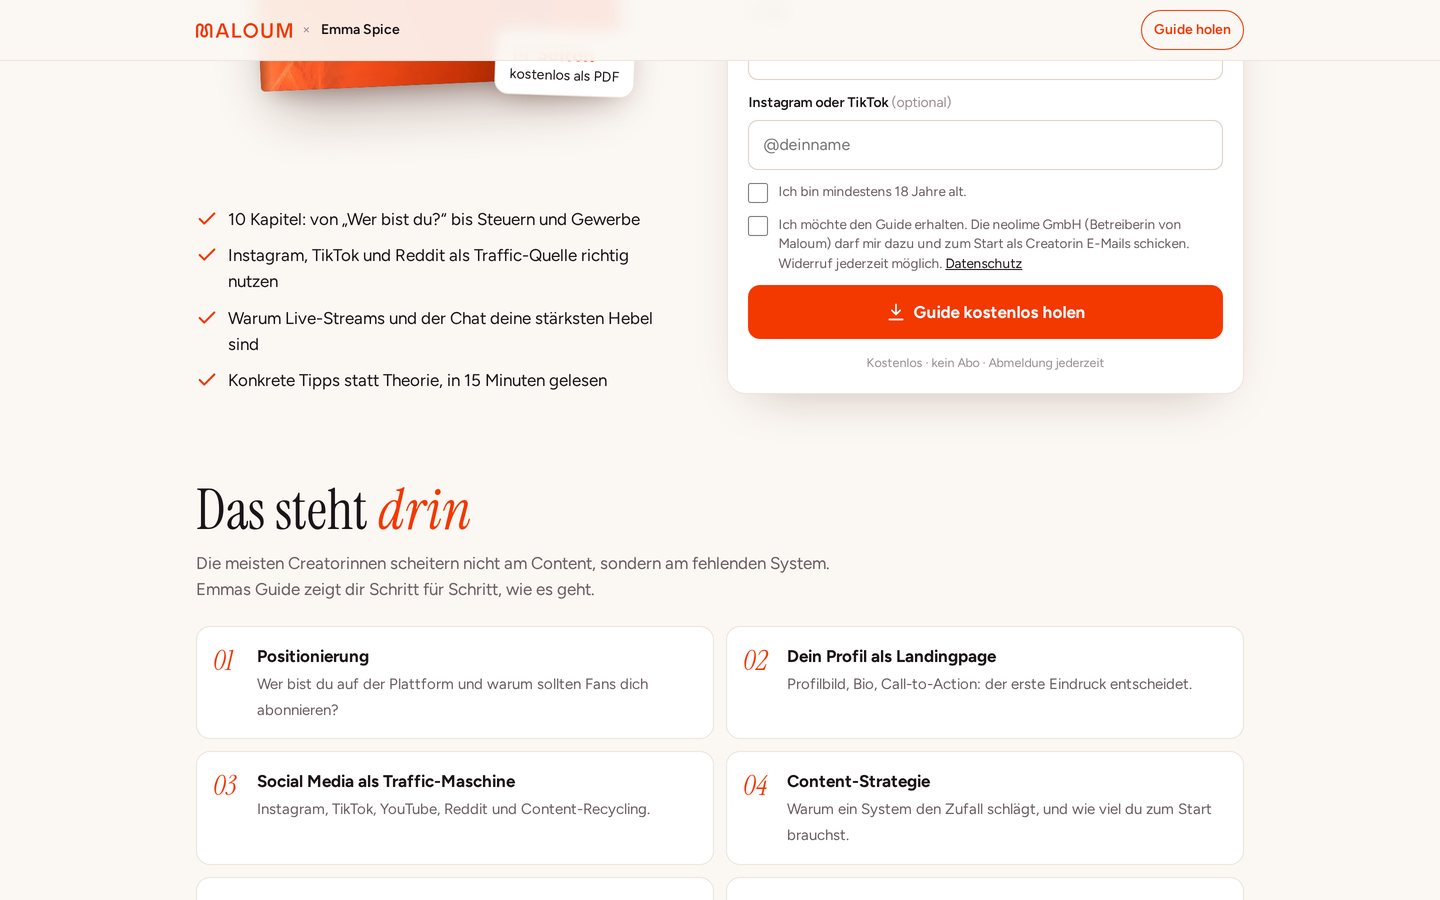 MALOUM × Emma Spice
Guide holen
kostenlos als PDF
Instagram oder TikTok (optional)
@deinname
Ich bin mindestens 18 Jahre alt.
Ich möchte den Guide erhalten. Die neolime GmbH (Betreiberin von
Maloum) darf mir dazu und zum Start als Creatorin E-Mails schicken.
Widerruf jederzeit möglich. Datenschutz
Guide kostenlos holen
Kostenlos · kein Abo · Abmeldung jederzeit
10 Kapitel: von „Wer bist du?“ bis Steuern und Gewerbe
Instagram, TikTok und Reddit als Traffic-Quelle richtig
nutzen
Warum Live-Streams und der Chat deine stärksten Hebel
sind
Konkrete Tipps statt Theorie, in 15 Minuten gelesen
Das steht drin
Die meisten Creatorinnen scheitern nicht am Content, sondern am fehlenden System.
Emmas Guide zeigt dir Schritt für Schritt, wie es geht.
01 Positionierung
Wer bist du auf der Plattform und warum sollten Fans dich
abonnieren?
02 Dein Profil als Landingpage
Profilbild, Bio, Call-to-Action: der erste Eindruck entscheidet.
03 Social Media als Traffic-Maschine
Instagram, TikTok, YouTube, Reddit und Content-Recycling.
04 Content-Strategie
Warum ein System den Zufall schlägt, und wie viel du zum Start
brauchst.